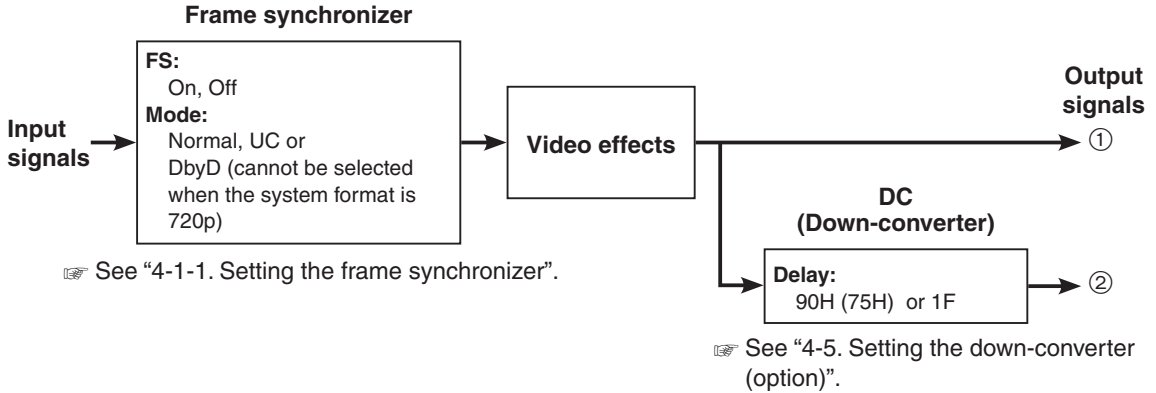 Frame synchronizer
Input
signals
FS:
On, Off
Mode:
Normal, UC or
DbyD (cannot be selected
when the system format is
720p)
☞ See “4-1-1. Setting the frame synchronizer”.
Video effects
Output
signals
①
DC
(Down-converter)
Delay:
90H (75H) or 1F
②
☞ See “4-5. Setting the down-converter
(option)”.